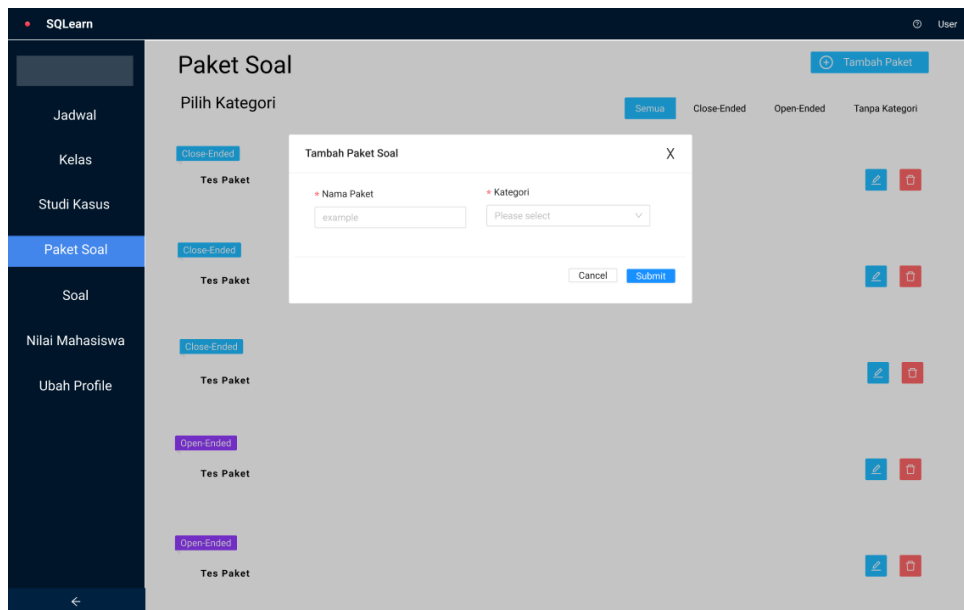 SQLearn
User
Jadwal
Kelas
Studi Kasus
Paket Soal
Soal
Nilai Mahasiswa
Ubah Profile
Paket Soal
Tambah Paket
Pilih Kategori
Semua
Close-Ended
Open-Ended
Tanpa Kategori
Close-Ended
Tes Paket
Close-Ended
Tes Paket
Close-Ended
Tes Paket
Open-Ended
Tes Paket
Open-Ended
Tes Paket
Tambah Paket Soal
X
* Nama Paket
example
* Kategori
Please select
Cancel
Submit